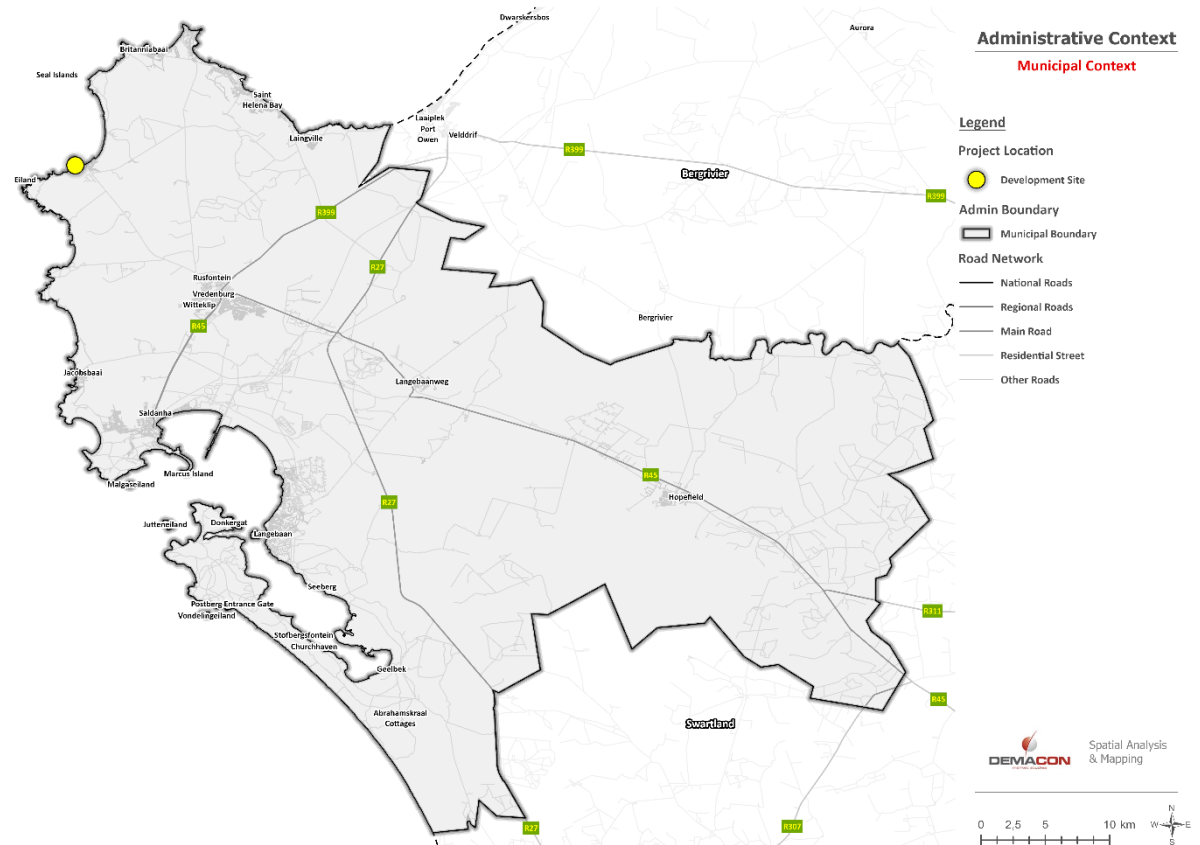 Administrative Context
Municipal Context
Legend
Project Location
Development Site
Admin Boundary
Municipal Boundary
Road Network
National Roads
Regional Roads
Main Road
Residential Street
Other Roads
Dwarskersbos
Aurora
Britanniabaai
Seal Islands
Saint
Helena Bay
Laaiplek
Port
Owen
Velddrif
Laingville
R399
Bergrivier
Eiland
R399
R399
R27
Rusfontein
Vredenburg
Witteklip
R45
Bergrivier
Jacobsbaai
Langebaanweg
Saldanha
Marcus Island
Malgaseiland
R45
Hopefield
R27
Jutteneiland
Donkergat
Langebaan
Seeberg
Postberg Entrance Gate
Vondelingeiland
R311
Stofbergsfontein
Churchhaven
Geelbek
R45
Abrahamskraal
Cottages
Swartland
R27
R307
DEMACON
Spatial Analysis
& Mapping
N
W
E
S
0 2,5 5 10 km